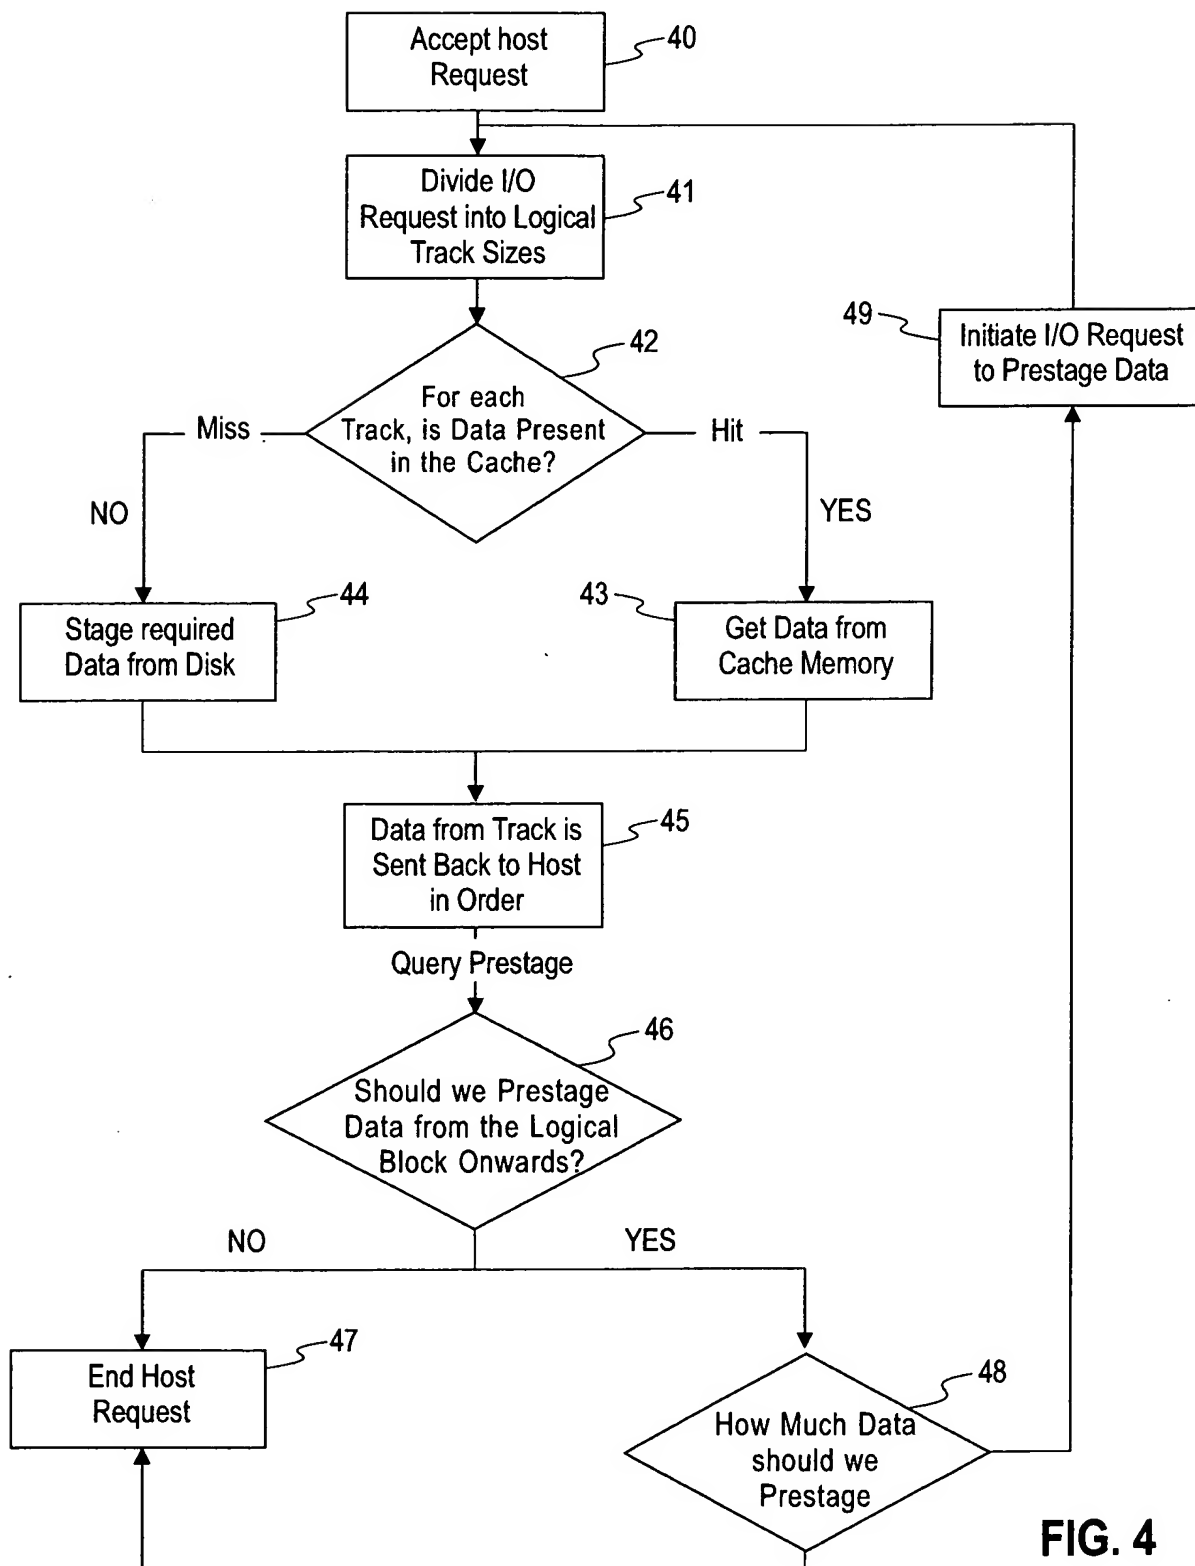 Accept host
Request
40
Divide I/O
Request into Logical
Track Sizes
41
49
Initiate I/O Request
to Prestage Data
42
For each
Track, is Data Present
in the Cache?
Miss
Hit
NO
YES
44
Stage required
Data from Disk
43
Get Data from
Cache Memory
45
Data from Track is
Sent Back to Host
in Order
Query Prestage
46
Should we Prestage
Data from the Logical
Block Onwards?
NO
YES
47
End Host
Request
48
How Much Data
should we
Prestage
FIG. 4